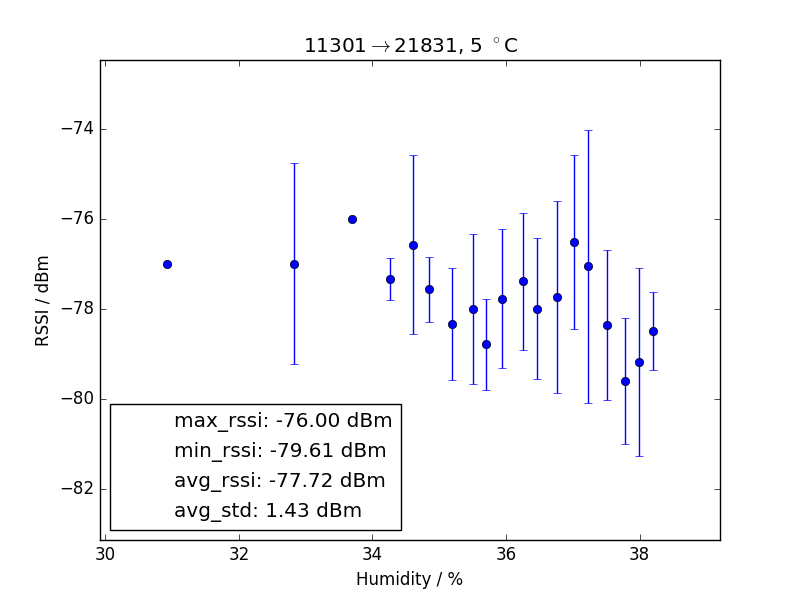 11301→21831, 5 °C
RSSI / dBm
−74
−76
−78
−80
−82
max_rssi: -76.00 dBm
min_rssi: -79.61 dBm
avg_rssi: -77.72 dBm
avg_std: 1.43 dBm
30 32 34 36 38
Humidity / %